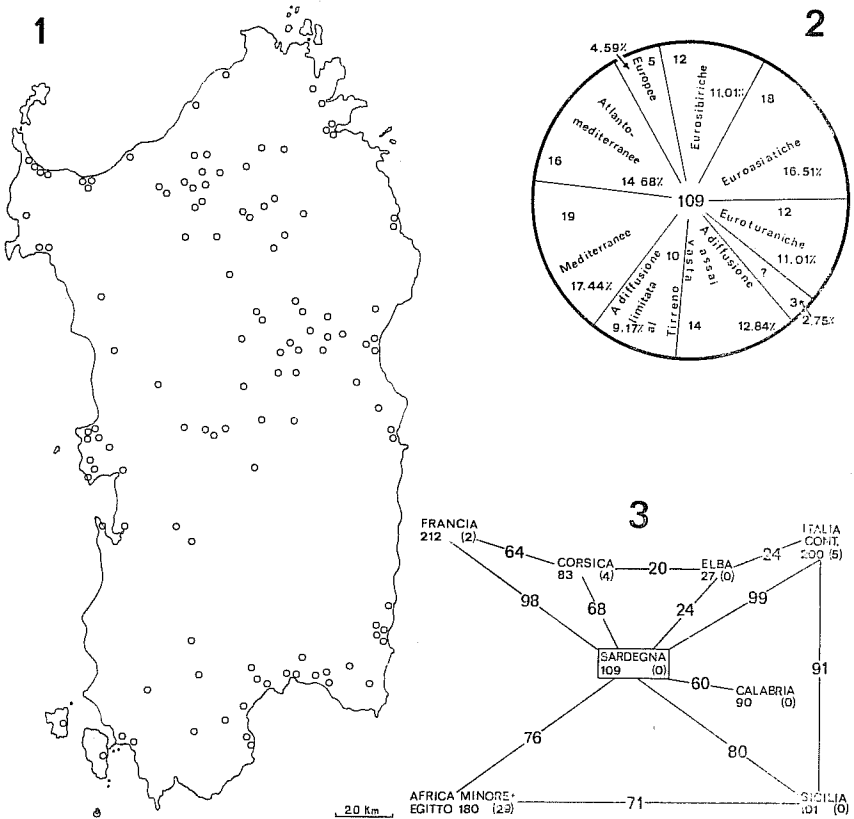 1
20 Km
2
4.59%
Europee
5
12
Eurosibiriche
11.01%
18
Euroasiatiche
16.51%
12
Euroturaniche
11.01%
?
3
2.75%
A diffusione
assai
vasta
14
12.84%
10
A diffusione
limitata
al
Tirreno
9.17%
19
Mediterranee
17.44%
Atlanto-
mediterranee
16
14 68%
109
3
FRANCIA
212 (2)
64
CORSICA
83 (4)
20
ELBA
27 (0)
24
ITALIA
CONT.
200 (5)
98
68
24
99
SARDEGNA
109 (0)
60
CALABRIA
90 (0)
91
76
80
AFRICA MINORE+
EGITTO 180 (29)
71
SICILIA
101 (0)